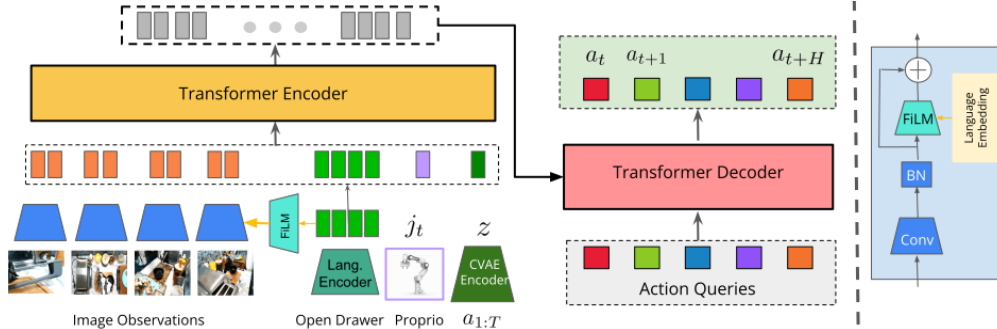 Transformer Encoder
FiLM
Lang.
Encoder
j_t
z
CVAE
Encoder
Image Observations
Open Drawer
Proprio
a_{1:T}
a_t
a_{t+1}
a_{t+H}
Transformer Decoder
Action Queries
FiLM
Language
Embedding
BN
Conv